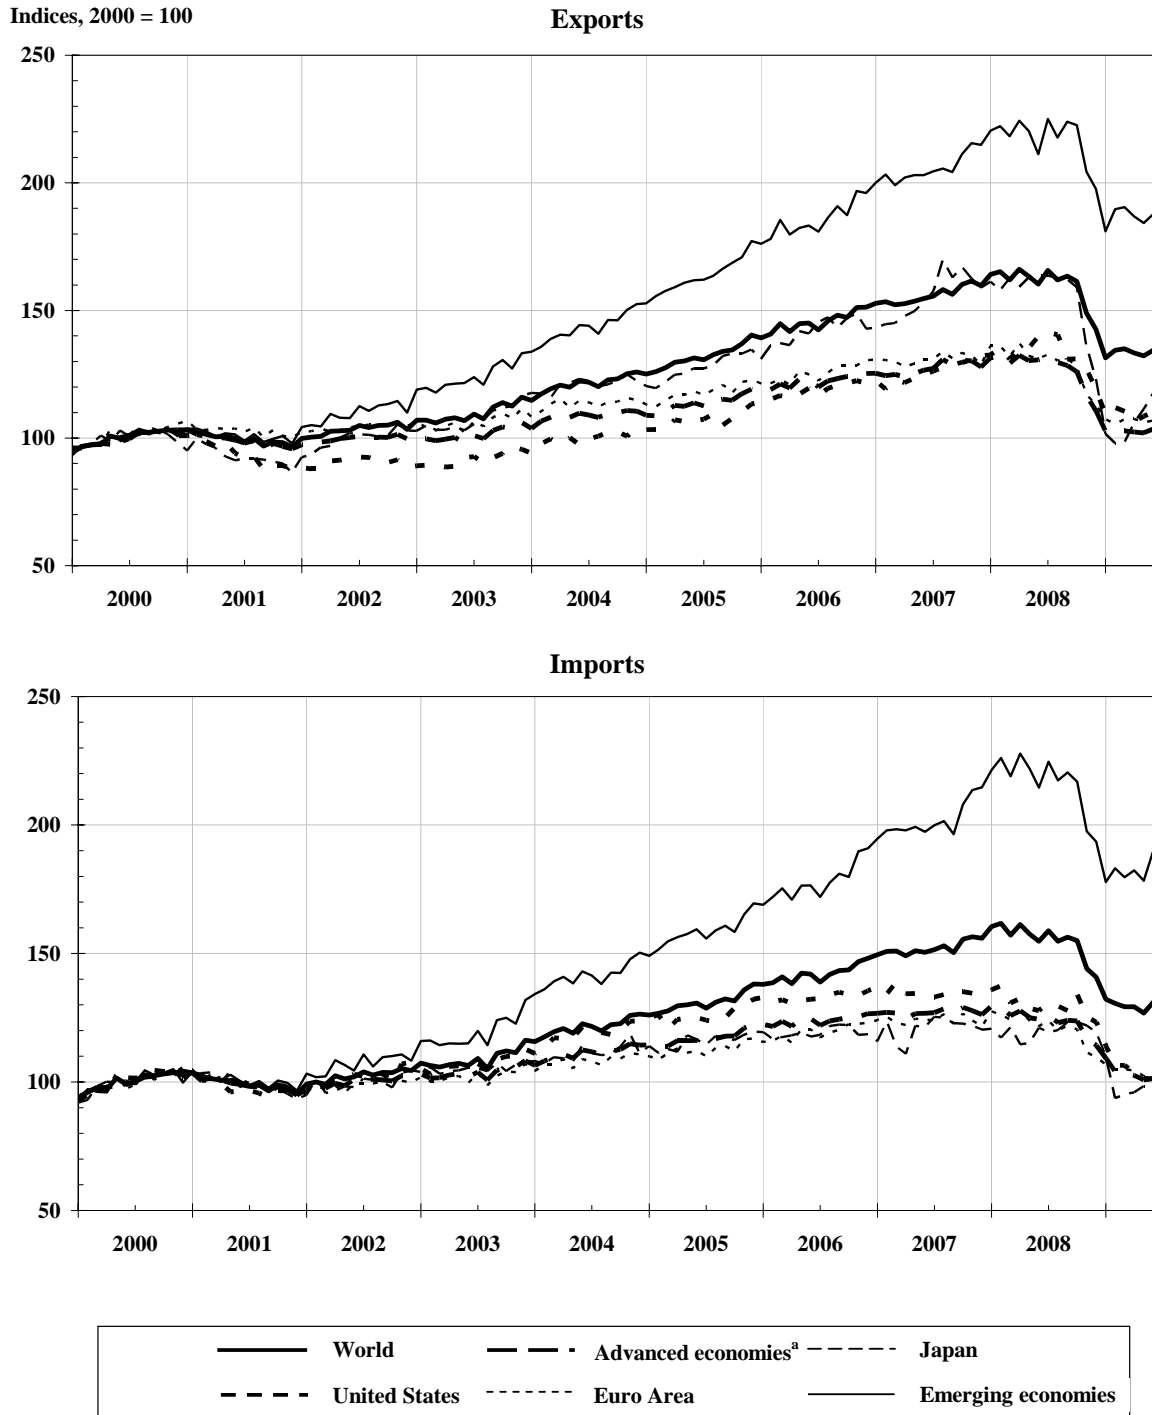 Indices, 2000 = 100
Exports
250
200
150
100
50
2000 2001 2002 2003 2004 2005 2006 2007 2008
Imports
250
200
150
100
50
2000 2001 2002 2003 2004 2005 2006 2007 2008
World Advanced economiesª Japan
United States Euro Area Emerging economies